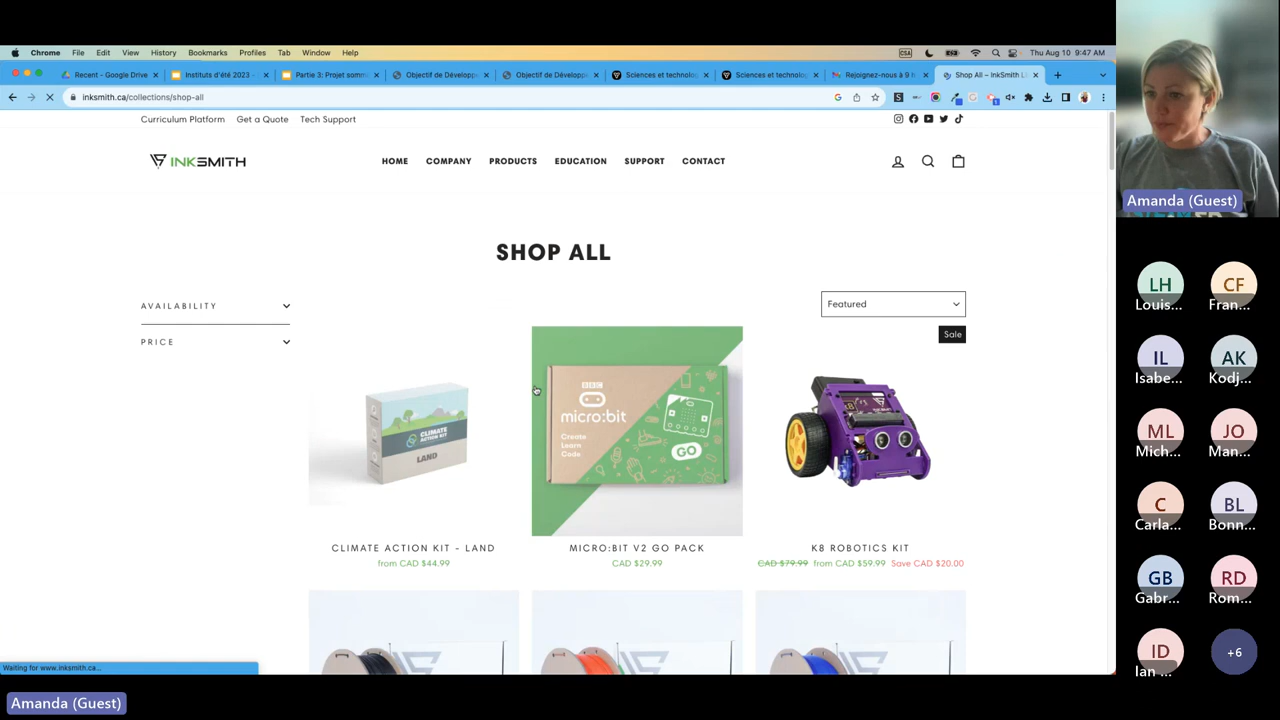 Chrome File Edit View History Bookmarks Profiles Tab Window Help
Thu Aug 10 9:47 AM
Recent - Google Drive
Instituts d'été 2023 -
Partie 3: Projet somm
Objectif de Développe
Objectif de Développe
Sciences et technolog
Sciences et technolog
Rejoignez-nous à 9 h
Shop All – InkSmith L
inksmith.ca/collections/shop-all
Curriculum Platform Get a Quote Tech Support
INKSMITH
HOME COMPANY PRODUCTS EDUCATION SUPPORT CONTACT
SHOP ALL
AVAILABILITY
PRICE
Featured
Sale
CLIMATE
ACTION KIT
LAND
BBC
micro:bit
Create
Learn
Code
GO
CLIMATE ACTION KIT - LAND
from CAD $44.99
MICRO:BIT V2 GO PACK
CAD $29.99
K8 ROBOTICS KIT
CAD $79.99 from CAD $59.99 Save CAD $20.00
Waiting for www.inksmith.ca...
Amanda (Guest)
Amanda (Guest)
LH CF
Louis... Fran...
IL AK
Isabe... Kodj...
ML JO
Mich... Man...
C BL
Carla... Bonn...
GB RD
Gabr... Rom...
ID +6
Ian ...